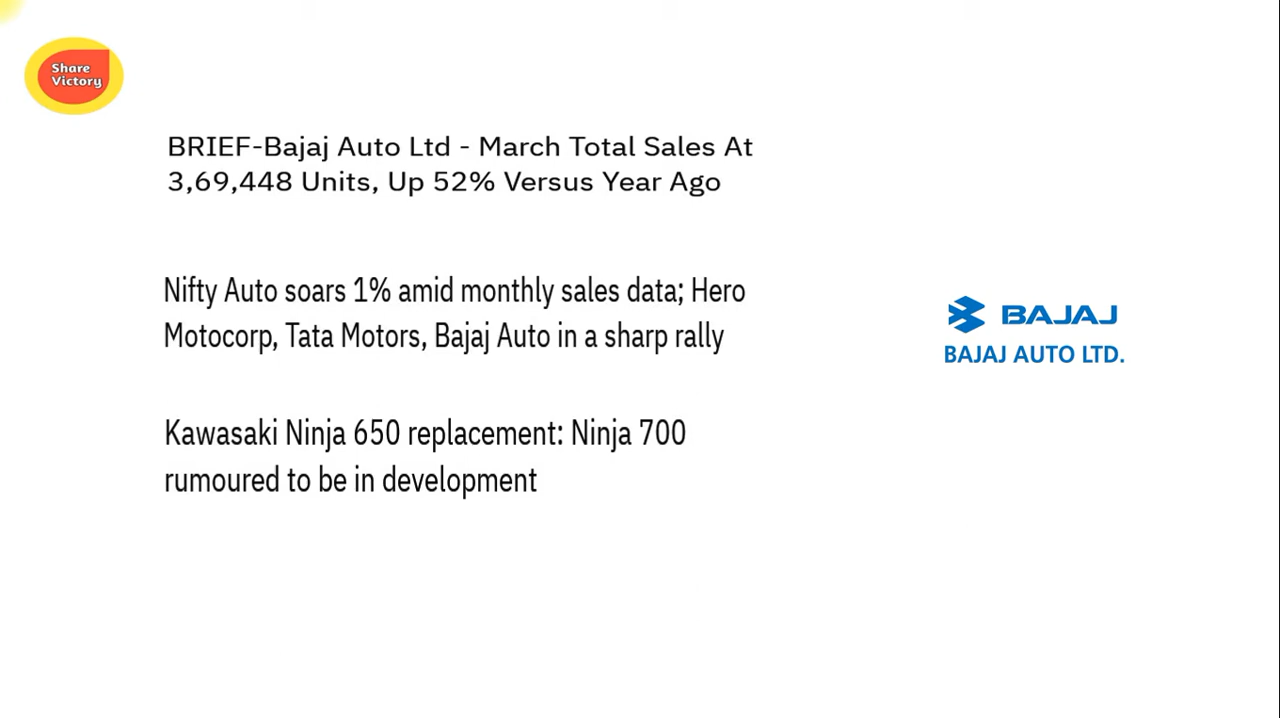 Share
Victory
BRIEF-Bajaj Auto Ltd - March Total Sales At
3,69,448 Units, Up 52% Versus Year Ago
Nifty Auto soars 1% amid monthly sales data; Hero
Motocorp, Tata Motors, Bajaj Auto in a sharp rally
BAJAJ
BAJAJ AUTO LTD.
Kawasaki Ninja 650 replacement: Ninja 700
rumoured to be in development